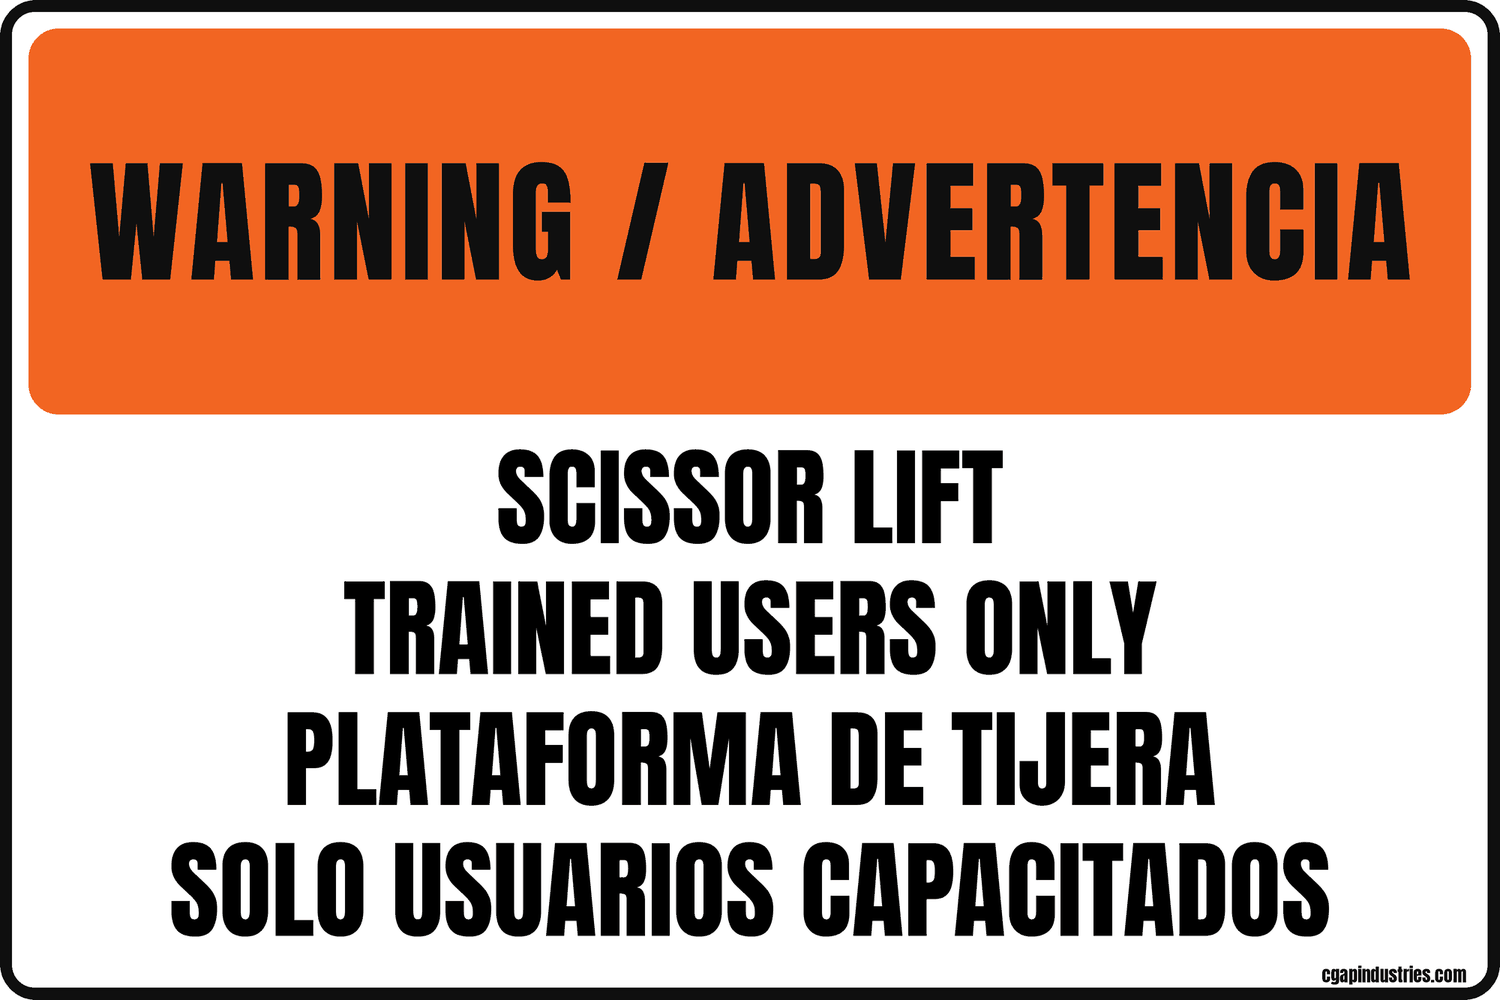 WARNING / ADVERTENCIA
SCISSOR LIFT
TRAINED USERS ONLY
PLATAFORMA DE TIJERA
SOLO USUARIOS CAPACITADOS
cgapindustries.com